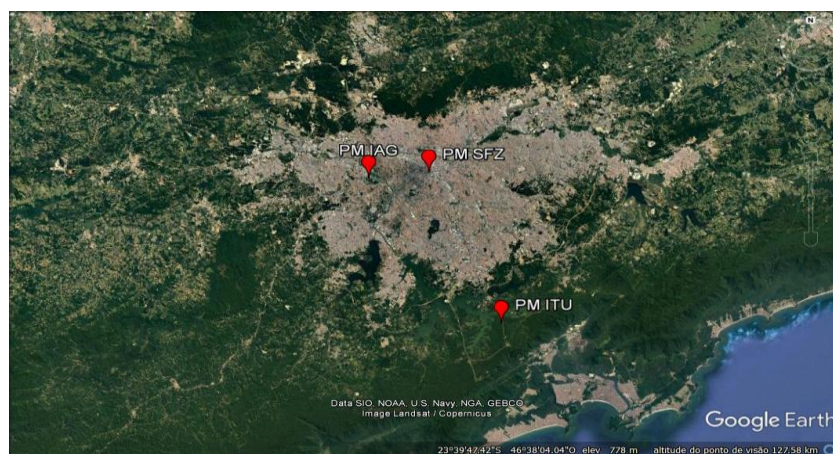 N
PM IAG
PM SFZ
PM ITU
Data SIO, NOAA, U.S. Navy, NGA, GEBCO
Image Landsat / Copernicus
Google Earth
23°39'47.42"S 46°38'04.04"O elev 778 m altitude do ponto de visão 127.58 km